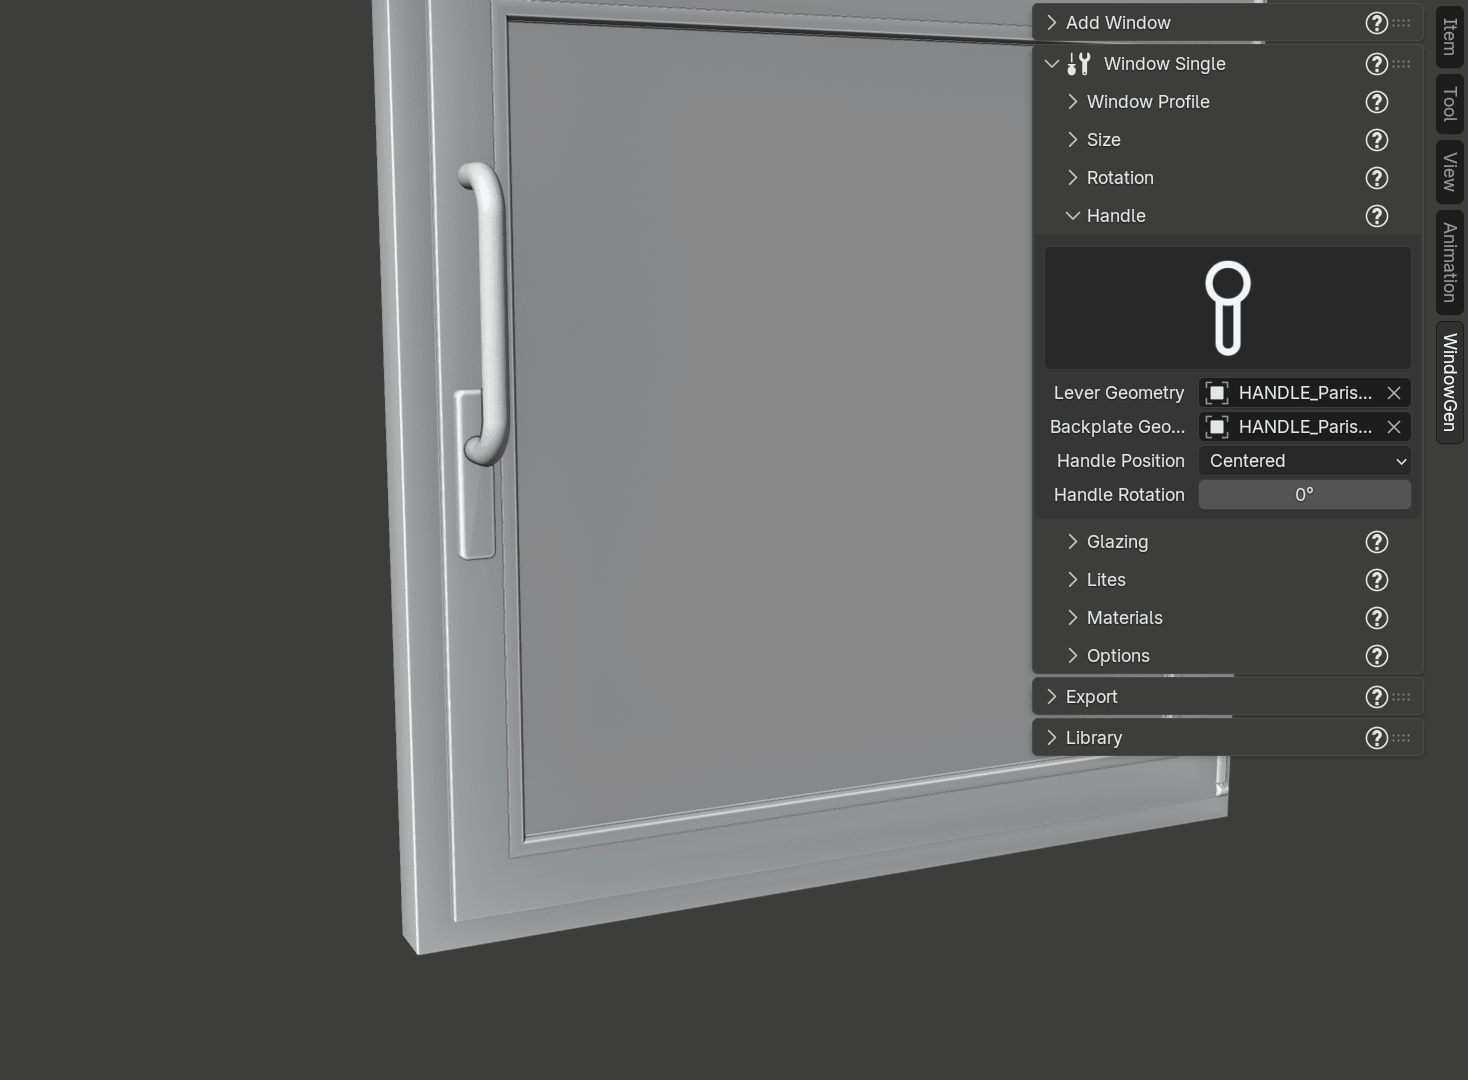 Add Window
Window Single
Window Profile
Size
Rotation
Handle
Lever Geometry HANDLE_Paris...
Backplate Geo... HANDLE_Paris...
Handle Position Centered
Handle Rotation 0°
Glazing
Lites
Materials
Options
Export
Library
Item
Tool
View
Animation
WindowGen